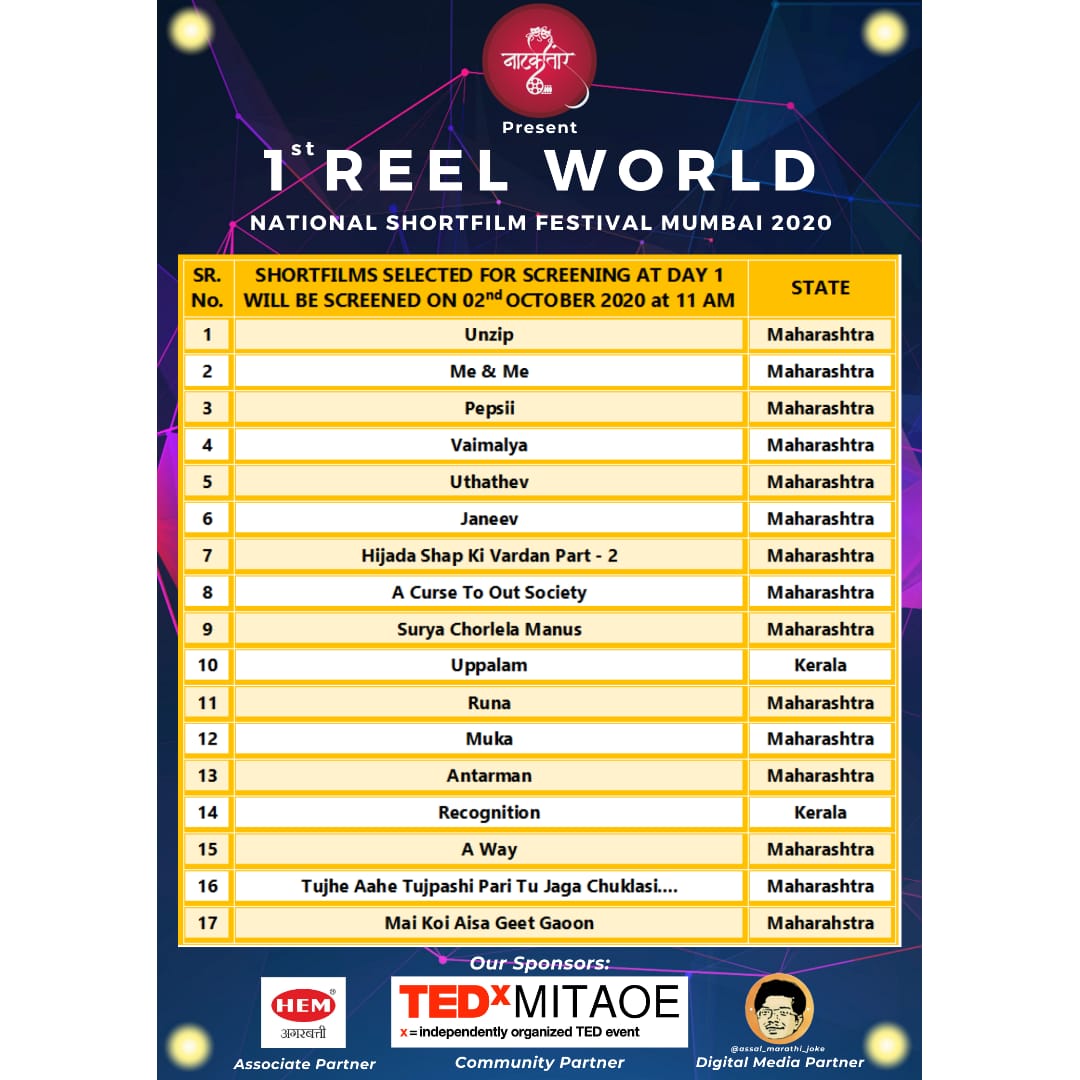 नाटकतारे
Present
1st REEL WORLD
NATIONAL SHORTFILM FESTIVAL MUMBAI 2020
SR. No. SHORTFILMS SELECTED FOR SCREENING AT DAY 1 WILL BE SCREENED ON 02nd OCTOBER 2020 at 11 AM STATE
1 Unzip Maharashtra
2 Me & Me Maharashtra
3 Pepsii Maharashtra
4 Vaimalya Maharashtra
5 Uthathev Maharashtra
6 Janeev Maharashtra
7 Hijada Shap Ki Vardan Part - 2 Maharashtra
8 A Curse To Out Society Maharashtra
9 Surya Chorlela Manus Maharashtra
10 Uppalam Kerala
11 Runa Maharashtra
12 Muka Maharashtra
13 Antarman Maharashtra
14 Recognition Kerala
15 A Way Maharashtra
16 Tujhe Aahe Tujpashi Pari Tu Jaga Chuklasi.... Maharashtra
17 Mai Koi Aisa Geet Gaoon Maharahstra
Our Sponsors:
HEM®
अगरबत्ती
Associate Partner
TEDxMITAOE
x = independently organized TED event
Community Partner
@assal_marathi_joke
Digital Media Partner